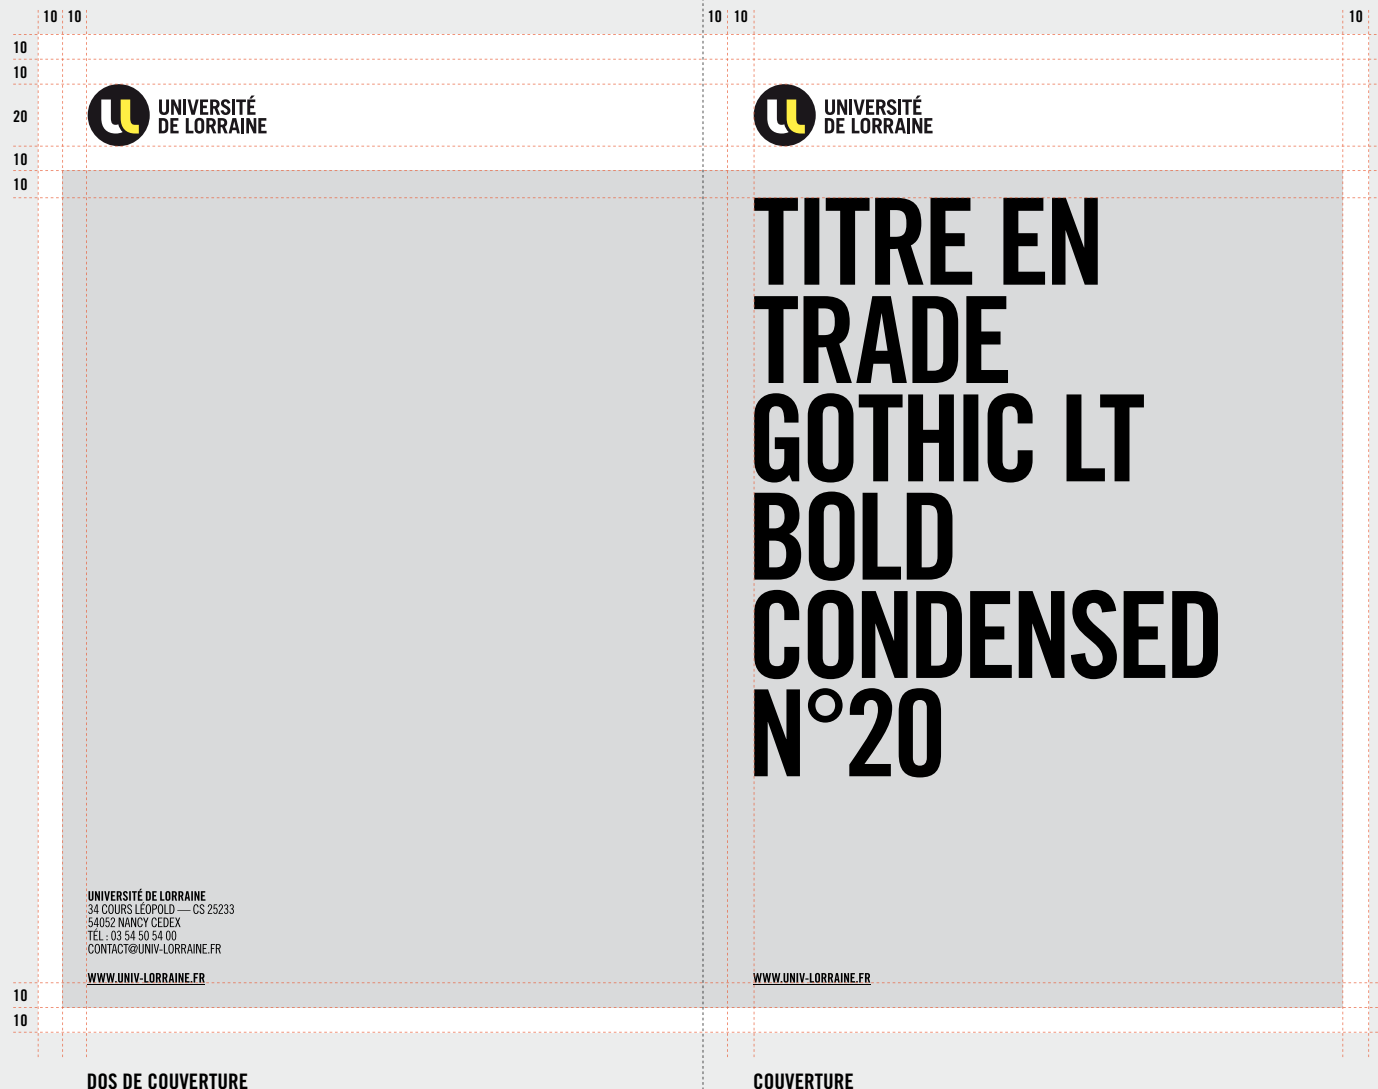 10 10 10 10 10
10
10
20
10
10
UNIVERSITÉ
DE LORRAINE
UNIVERSITÉ DE LORRAINE
34 COURS LÉOPOLD — CS 25233
54052 NANCY CEDEX
TÉL : 03 54 50 54 00
CONTACT@UNIV-LORRAINE.FR
WWW.UNIV-LORRAINE.FR
UNIVERSITÉ
DE LORRAINE
TITRE EN
TRADE
GOTHIC LT
BOLD
CONDENSED
N°20
WWW.UNIV-LORRAINE.FR
10
10
DOS DE COUVERTURE
COUVERTURE